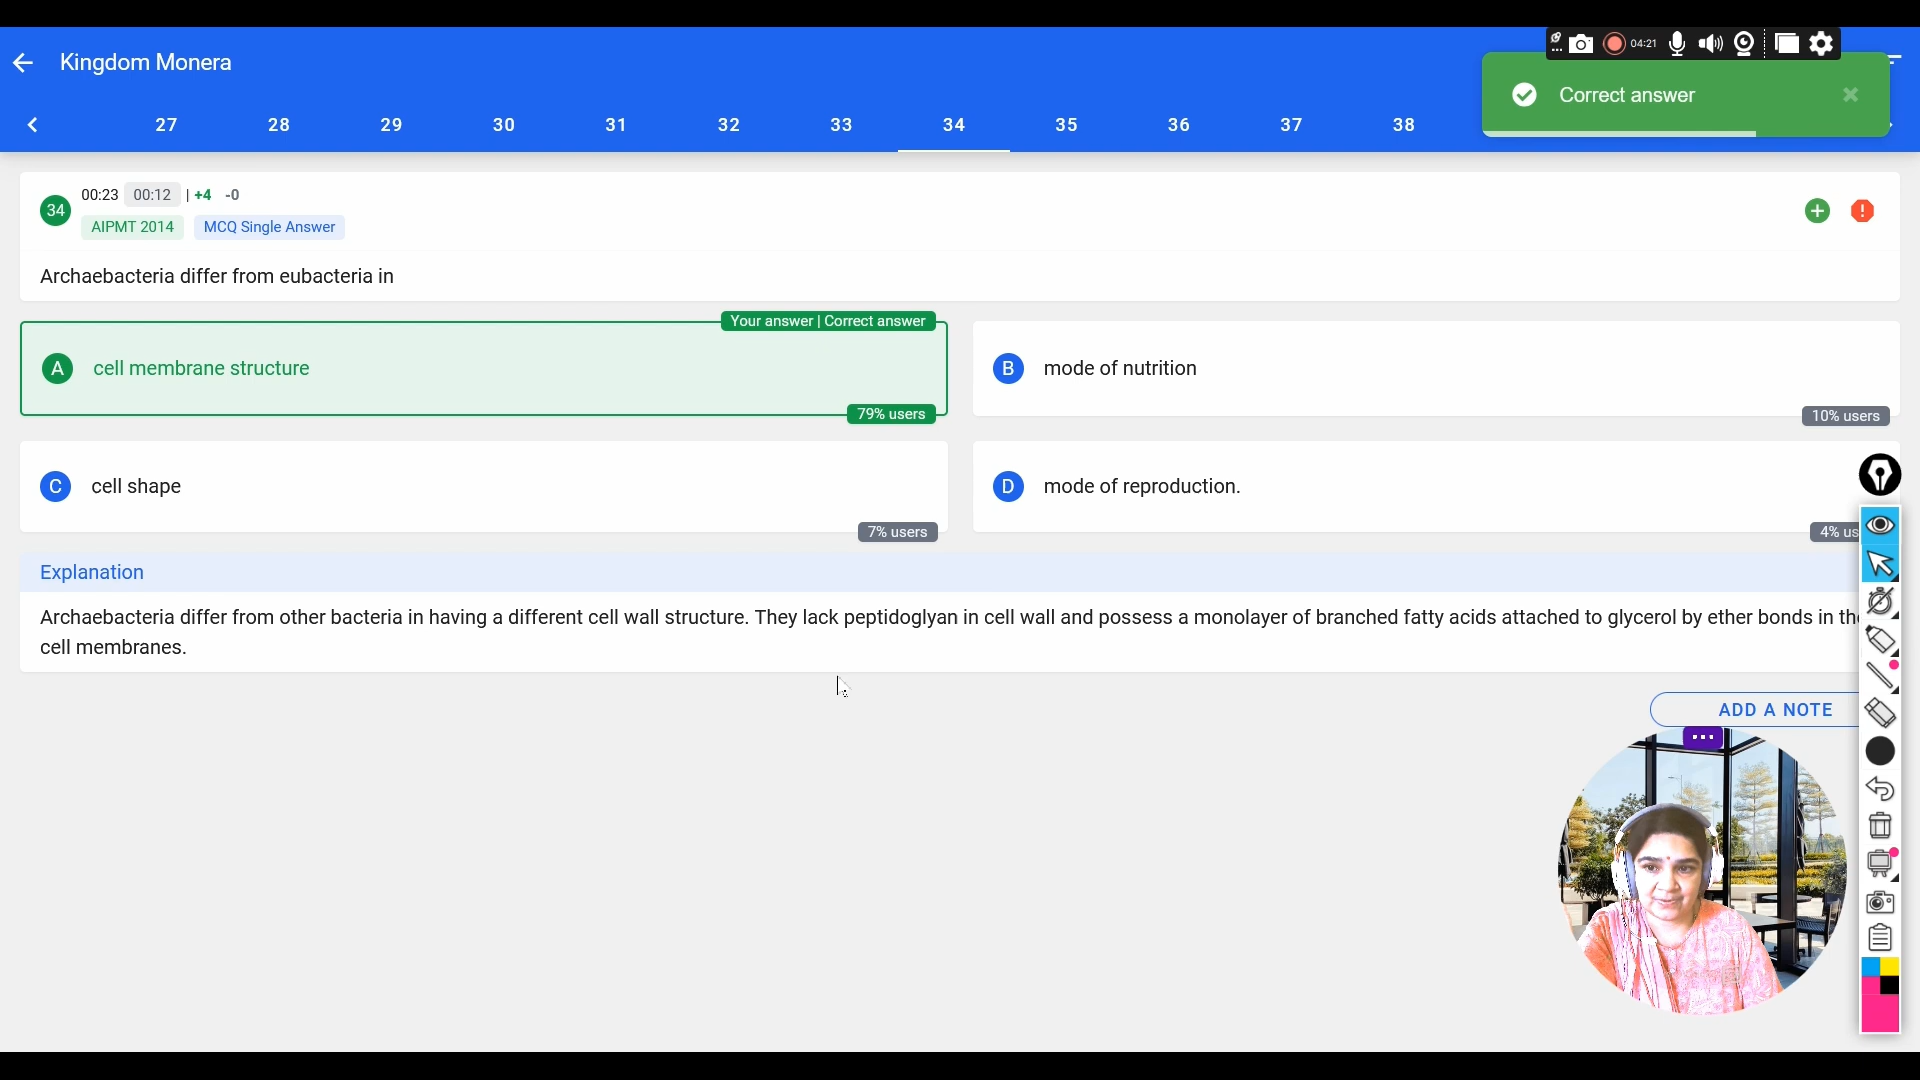 04:21
Kingdom Monera
Correct answer
27 28 29 30 31 32 33 34 35 36 37 38
34
00:23 00:12 | +4 -0
AIPMT 2014 MCQ Single Answer
Archaebacteria differ from eubacteria in
Your answer | Correct answer
A cell membrane structure
79% users
B mode of nutrition
10% users
C cell shape
7% users
D mode of reproduction.
4% us
Explanation
Archaebacteria differ from other bacteria in having a different cell wall structure. They lack peptidoglyan in cell wall and possess a monolayer of branched fatty acids attached to glycerol by ether bonds in the
cell membranes.
ADD A NOTE